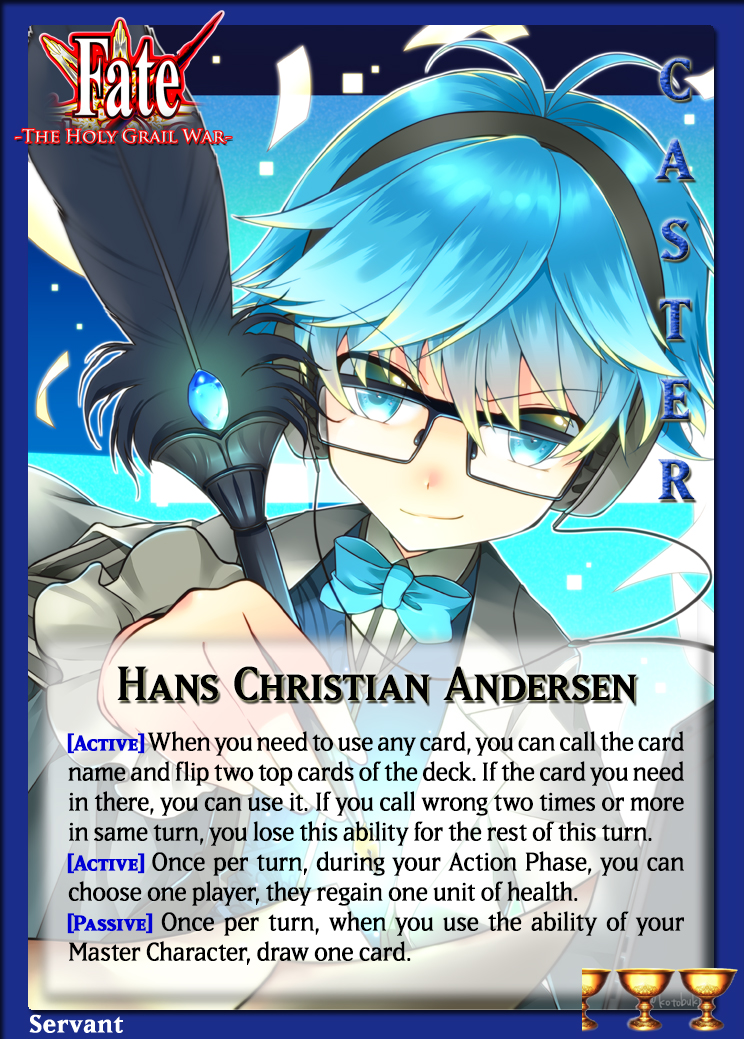 Fate
-The Holy Grail War-
CASTER
Hans Christian Andersen
[Active] When you need to use any card, you can call the card
name and flip two top cards of the deck. If the card you need
in there, you can use it. If you call wrong two times or more
in same turn, you lose this ability for the rest of this turn.
[Active] Once per turn, during your Action Phase, you can
choose one player, they regain one unit of health.
[Passive] Once per turn, when you use the ability of your
Master Character, draw one card.
Servant